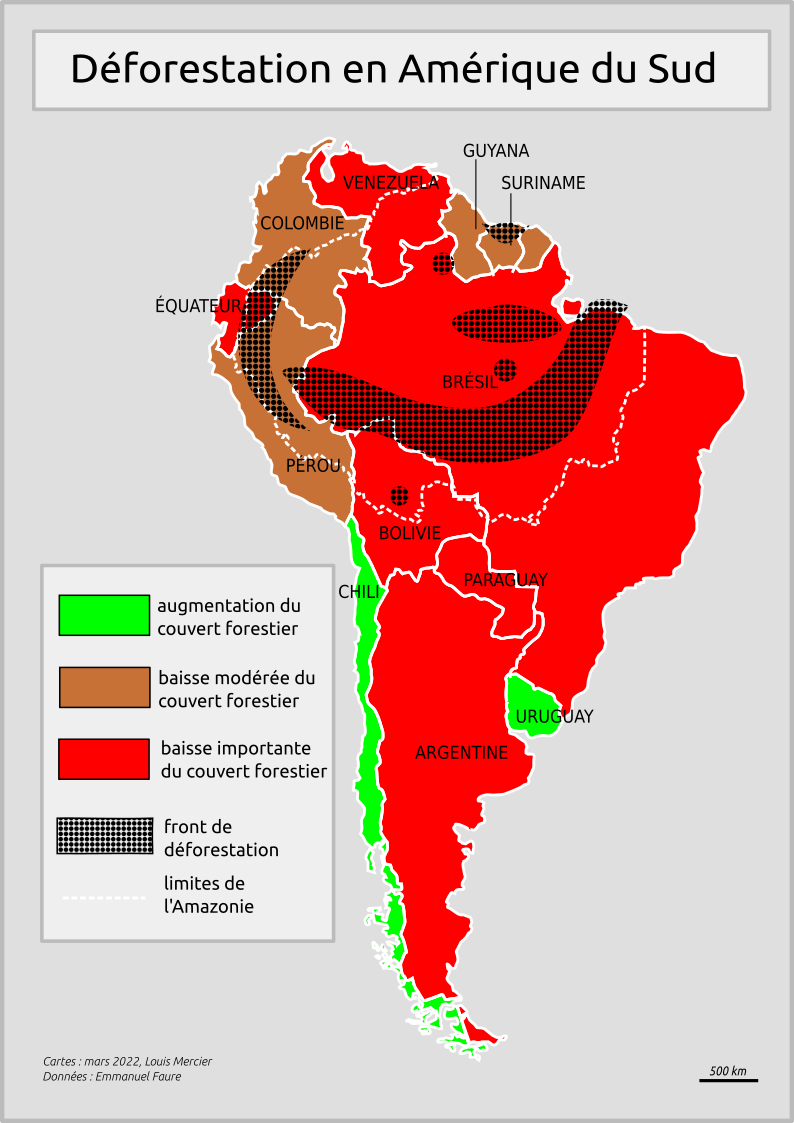 Déforestation en Amérique du Sud
GUYANA
VENEZUELA
SURINAME
COLOMBIE
ÉQUATEUR
BRÉSIL
PÉROU
BOLIVIE
PARAGUAY
CHILI
URUGUAY
ARGENTINE
augmentation du
couvert forestier
baisse modérée du
couvert forestier
baisse importante
du couvert forestier
front de
déforestation
limites de
l'Amazonie
Cartes : mars 2022, Louis Mercier
Données : Emmanuel Faure
500 km